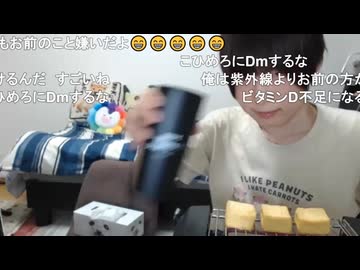 もお前のこと嫌いだよ😁😁😁😁😁
こひめろにDmするな
けるんだ　すごいね
俺は紫外線よりお前の方か
ひめろにDmするな
ビタミンD不足になる
I LIKE PEANUTS
I HATE CARROTS